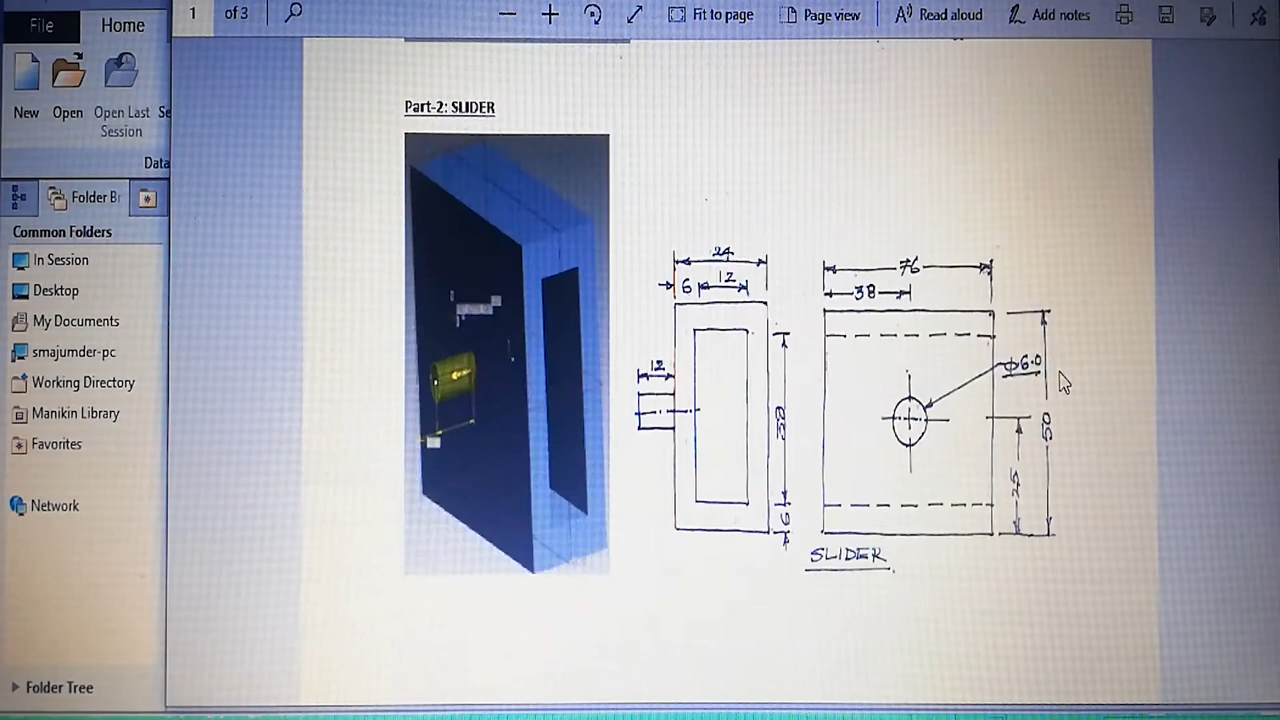 1 of 3 Fit to page Page view Read aloud Add notes
File Home
New Open Open Last Session
Data
Folder Br
Common Folders
In Session
Desktop
My Documents
smajumder-pc
Working Directory
Manikin Library
Favorites
Network
Folder Tree
Part-2: SLIDER
24
6 12
12
6
76
38
ϕ6.0
50
25
SLIDER